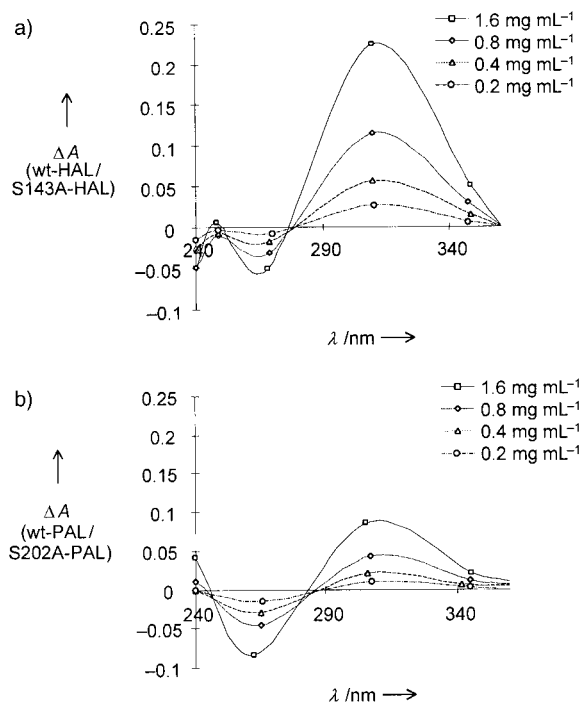 a)
0.25
0.2
0.15
0.1
0.05
0
−0.05
−0.1
240
290
340
ΔA
(wt-HAL/
S143A-HAL)
λ /nm
1.6 mg mL⁻¹
0.8 mg mL⁻¹
0.4 mg mL⁻¹
0.2 mg mL⁻¹
b)
0.25
0.2
0.15
0.1
0.05
0
−0.05
−0.1
240
290
340
ΔA
(wt-PAL/
S202A-PAL)
λ /nm
1.6 mg mL⁻¹
0.8 mg mL⁻¹
0.4 mg mL⁻¹
0.2 mg mL⁻¹